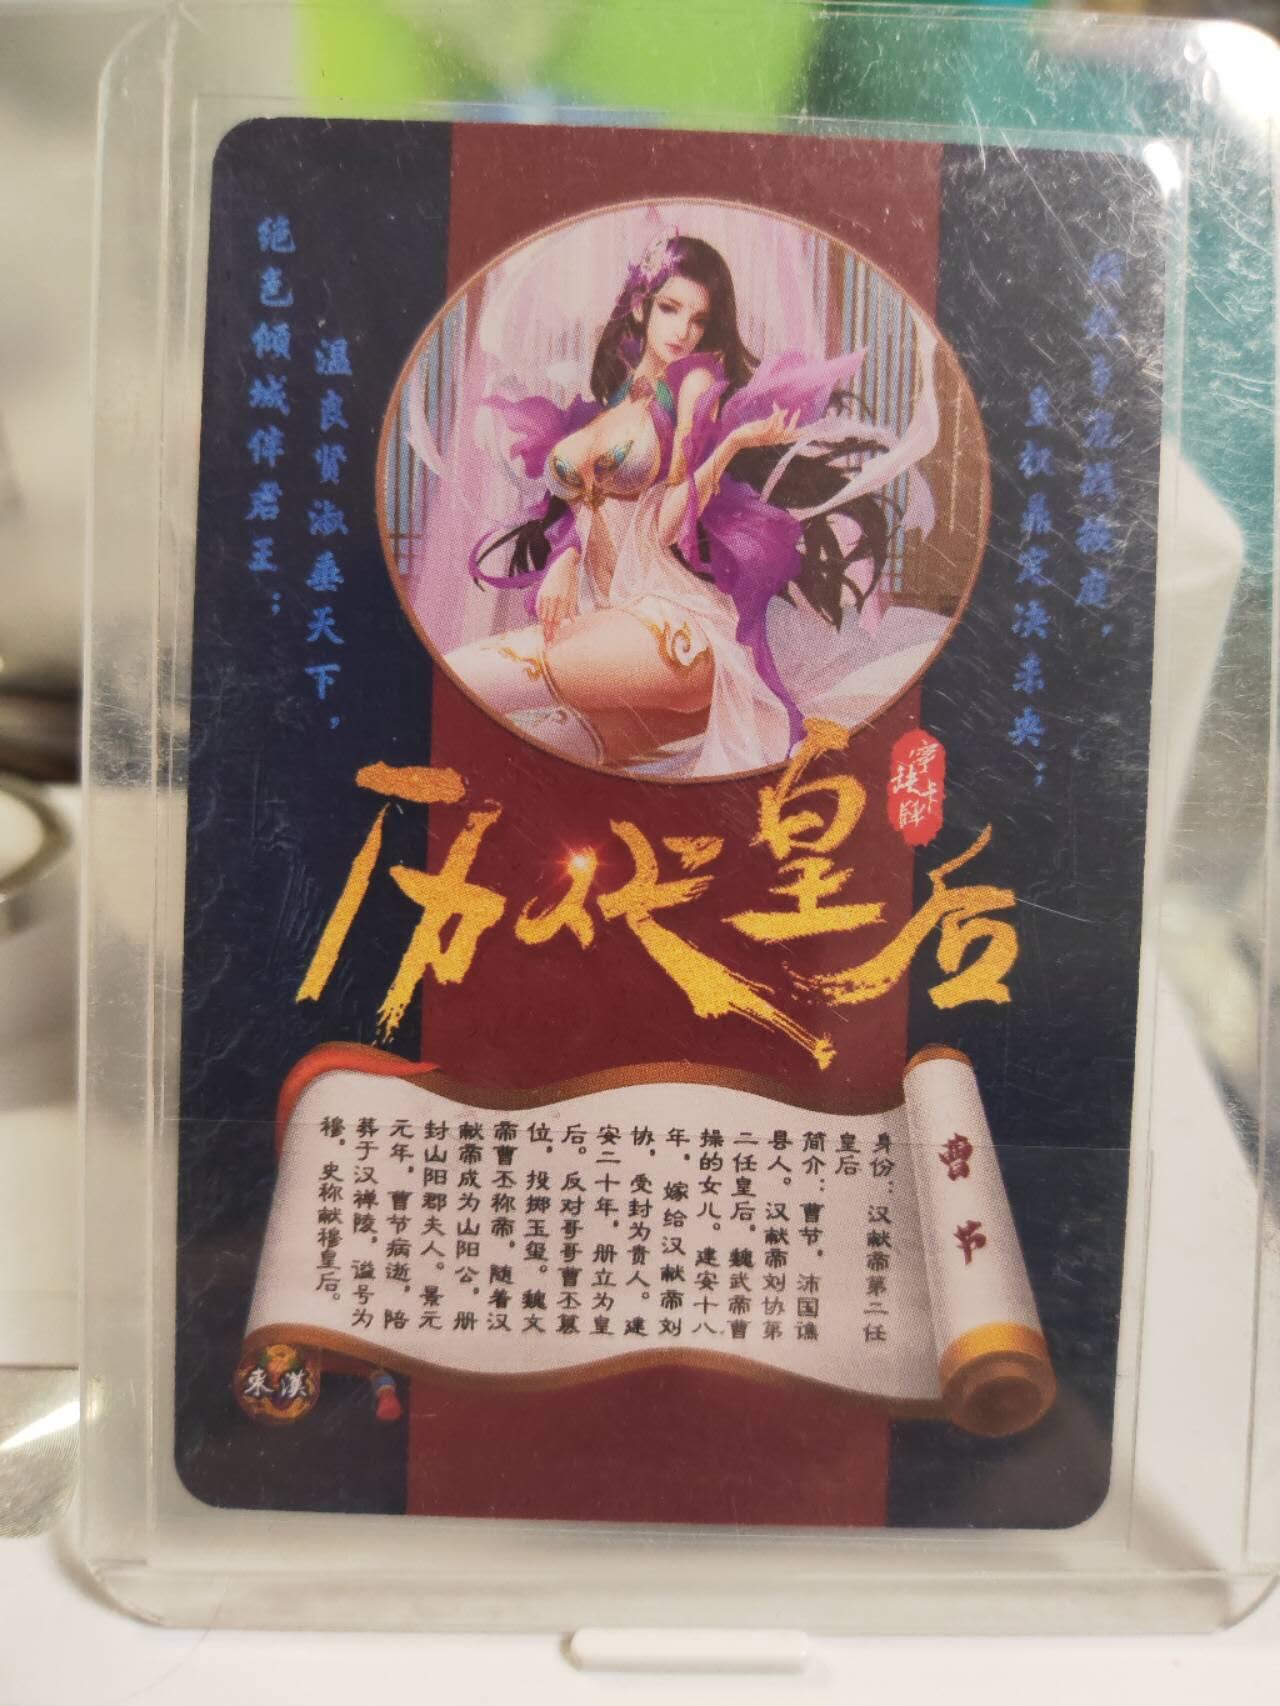 皇权鼎定决未央；
温良贤淑垂天下，
绝色倾城伴君王；
宁缺卡牌
历代皇后
曹节
身份：汉献帝第二任
皇后
简介：曹节，沛国谯
县人。汉献帝刘协第
二任皇后，魏武帝曹
操的女儿。建安十八
年，嫁给汉献帝刘
协，受封为贵人。建
安二十年，册立为皇
后。反对哥哥曹丕篡
位，投掷玉玺。魏文
帝曹丕称帝，随着汉
献帝成为山阳公，册
封山阳郡夫人。景元
元年，曹节病逝，陪
葬于汉禅陵，谥号为
穆，史称献穆皇后。
东漢